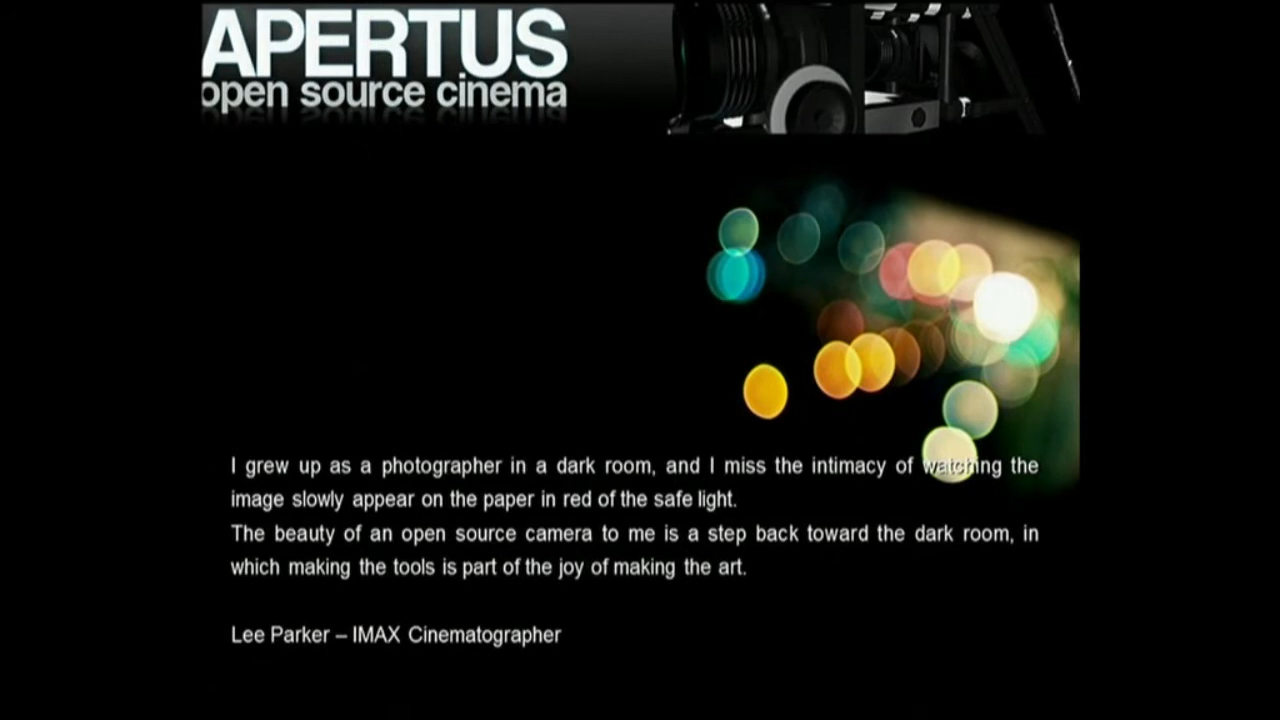 APERTUS
open source cinema
I grew up as a photographer in a dark room, and I miss the intimacy of watching the
image slowly appear on the paper in red of the safe light.
The beauty of an open source camera to me is a step back toward the dark room, in
which making the tools is part of the joy of making the art.
Lee Parker – IMAX Cinematographer